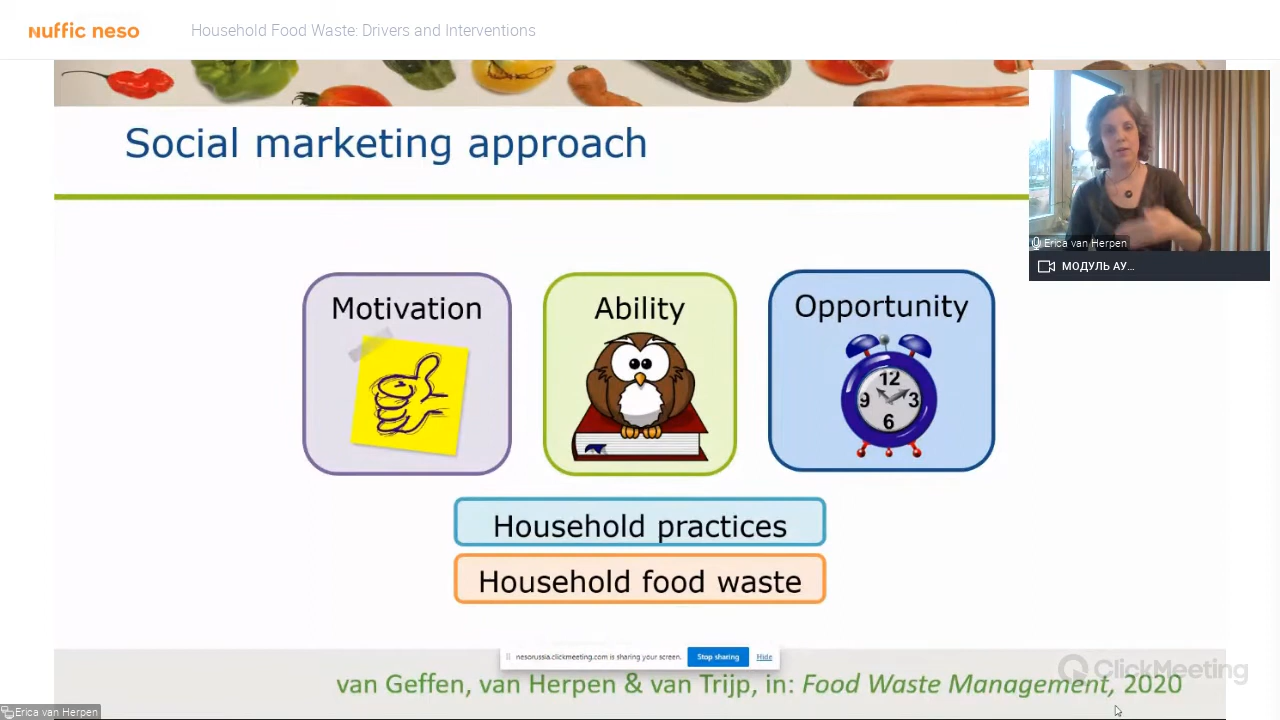 nuffic neso
Household Food Waste: Drivers and Interventions
Social marketing approach
Erica van Herpen
МОДУЛЬ АУ...
Motivation
Ability
Opportunity
12
9
3
6
Household practices
Household food waste
nesorussia.clickmeeting.com is sharing your screen.
Stop sharing
Hide
ClickMeeting
van Geffen, van Herpen & van Trijp, in: Food Waste Management, 2020
Erica van Herpen